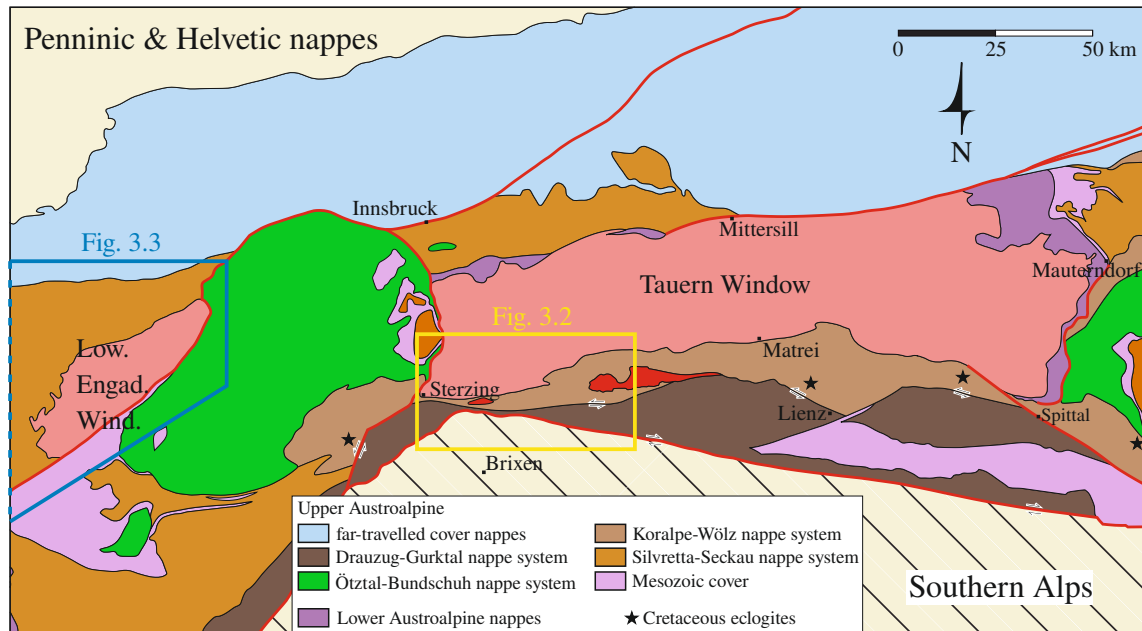 Penninic & Helvetic nappes
0 25 50 km
N
Innsbruck
Fig. 3.3
Mittersill
Mauterndorf
Tauern Window
Fig. 3.2
Low.
Engad.
Wind.
Matrei
Sterzing
Lienz
Spittal
Brixen
Upper Austroalpine
far-travelled cover nappes
Drauzug-Gurktal nappe system
Ötztal-Bundschuh nappe system
Lower Austroalpine nappes
Koralpe-Wölz nappe system
Silvretta-Seckau nappe system
Mesozoic cover
Cretaceous eclogites
Southern Alps